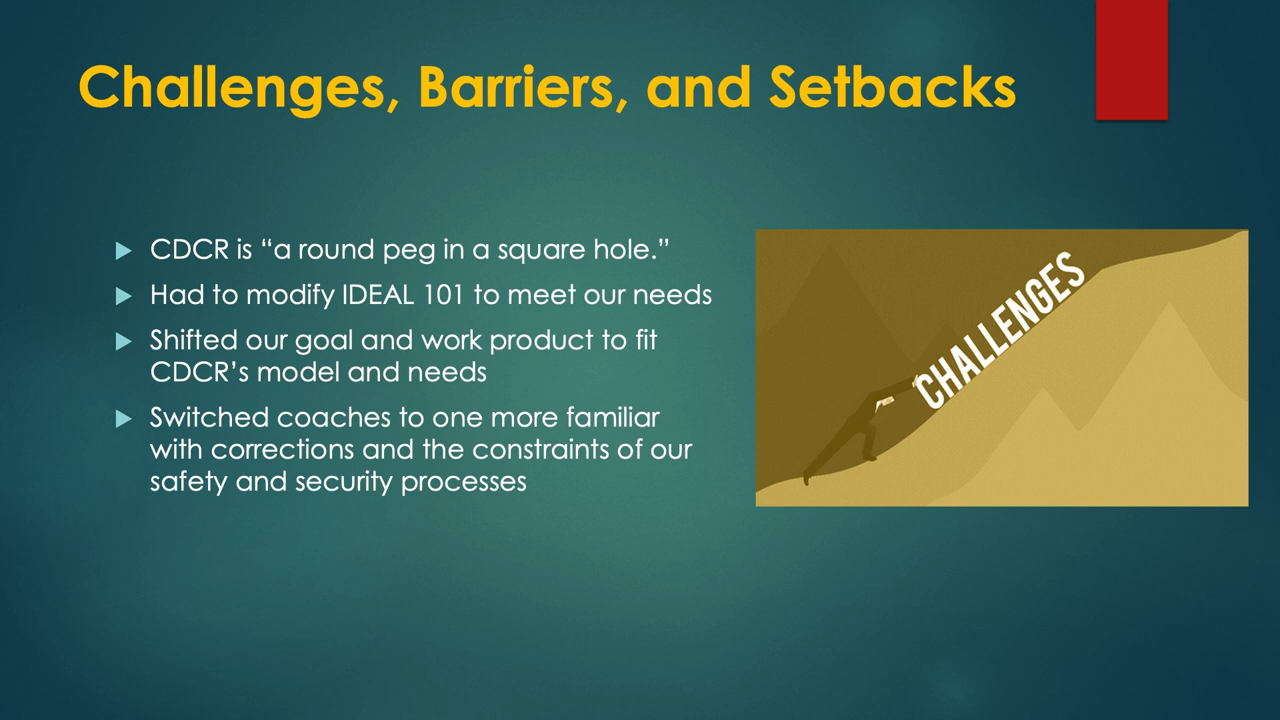 Challenges, Barriers, and Setbacks
CDCR is “a round peg in a square hole.”
Had to modify IDEAL 101 to meet our needs
Shifted our goal and work product to fit
CDCR’s model and needs
Switched coaches to one more familiar
with corrections and the constraints of our
safety and security processes
CHALLENGES